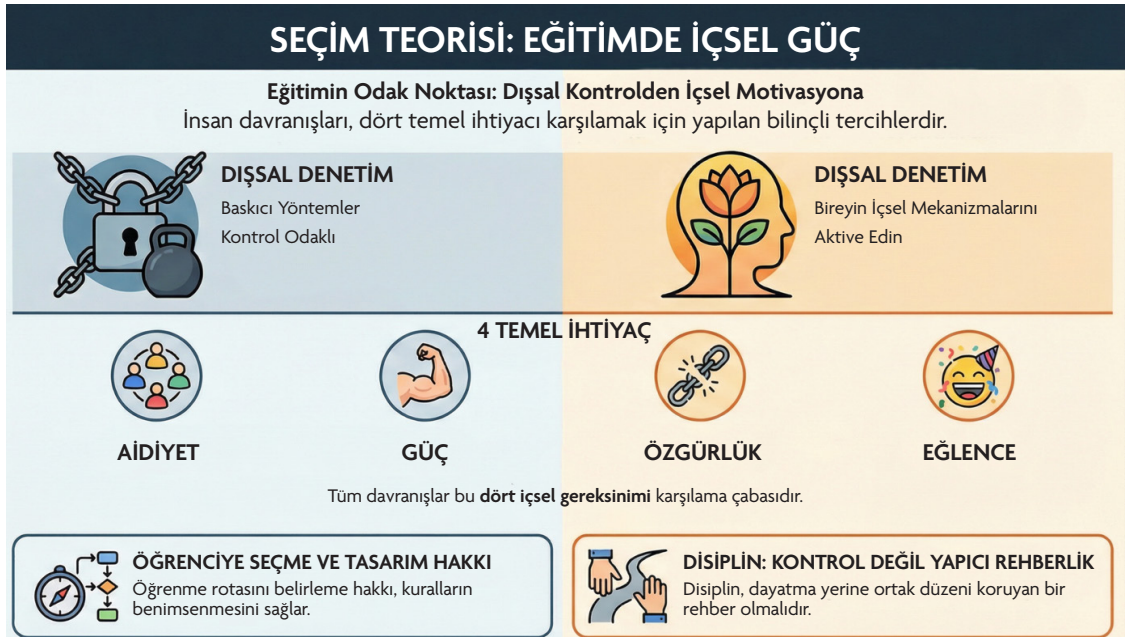 SEÇİM TEORİSİ: EĞİTİMDE İÇSEL GÜÇ
Eğitimin Odak Noktası: Dışsal Kontrolden İçsel Motivasyona
İnsan davranışları, dört temel ihtiyacı karşılamak için yapılan bilinçli tercihlerdir.
DIŞSAL DENETİM
Baskıcı Yöntemler
Kontrol Odaklı
DIŞSAL DENETİM
Bireyin İçsel Mekanizmalarını
Aktive Edin
4 TEMEL İHTİYAÇ
AİDİYET
GÜÇ
ÖZGÜRLÜK
EĞLENCE
Tüm davranışlar bu dört içsel gereksinimi karşılama çabasıdır.
ÖĞRENCİYE SEÇME VE TASARIM HAKKI
Öğrenme rotasını belirleme hakkı, kuralların
benimsenmesini sağlar.
DİSİPLİN: KONTROL DEĞİL YAPICI REHBERLİK
Disiplin, dayatma yerine ortak düzeni koruyan bir
rehber olmalıdır.